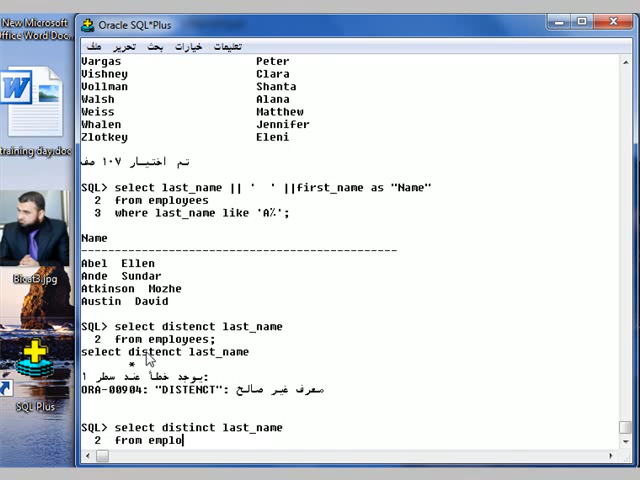 New Microsoft
Office Word Doc...
training day.doc
Bicat3.jpg
SQL Plus
Oracle SQL*Plus
ملف تحرير بحث خيارات تعليمات
Vargas Peter
Vishney Clara
Vollman Shanta
Walsh Alana
Weiss Matthew
Whalen Jennifer
Zlotkey Eleni
تم اختيار ١٠٧ صف
SQL> select last_name || '  ' ||first_name as "Name"
2 from employees
3 where last_name like 'A%';
Name
----------------------------------------------
Abel Ellen
Ande Sundar
Atkinson Mozhe
Austin David
SQL> select distenct last_name
2 from employees;
select distenct last_name
*
يوجد خطأ عند سطر ١:
ORA-00904: "DISTENCT": معرف غير صالح
SQL> select distinct last_name
2 from emplo